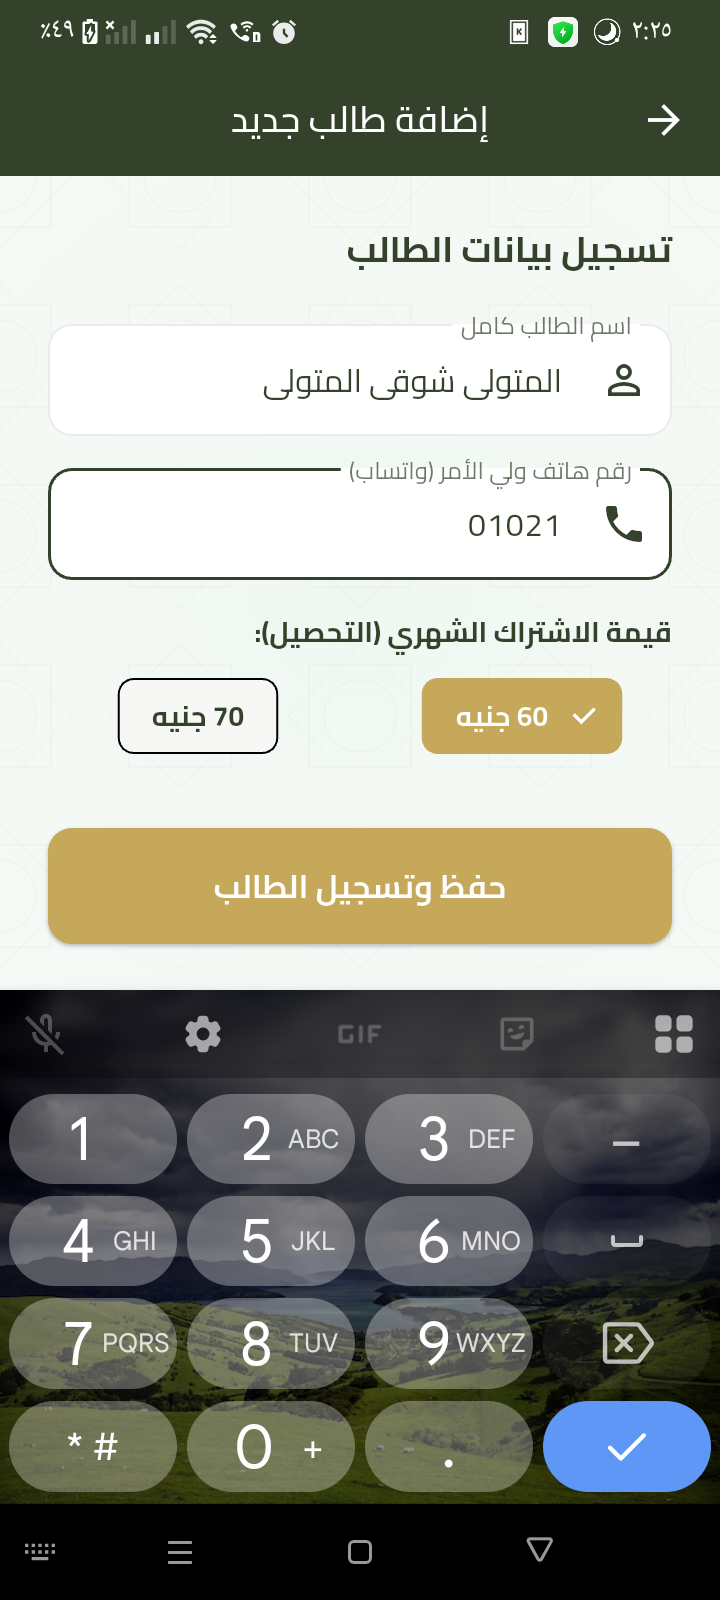 ٢:٢٥ ٪٤٩
إضافة طالب جديد
تسجيل بيانات الطالب
اسم الطالب كامل
المتولى شوقى المتولى
رقم هاتف ولي الأمر (واتساب)
01021
قيمة الاشتراك الشهري (التحصيل):
60 جنيه
70 جنيه
حفظ وتسجيل الطالب
GIF
1 2 ABC 3 DEF –
4 GHI 5 JKL 6 MNO
7 PQRS 8 TUV 9 WXYZ
* # 0 + .